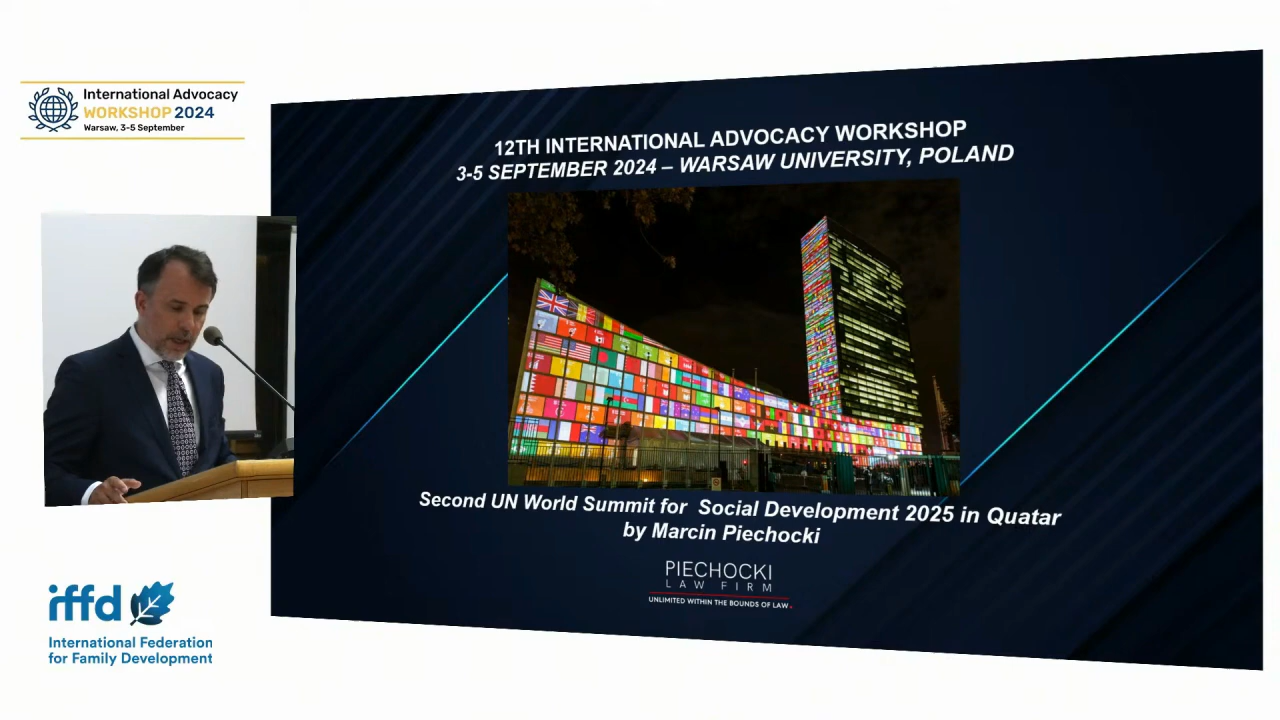 International Advocacy
WORKSHOP 2024
Warsaw, 3-5 September
12TH INTERNATIONAL ADVOCACY WORKSHOP
3-5 SEPTEMBER 2024 – WARSAW UNIVERSITY, POLAND
Second UN World Summit for Social Development 2025 in Quatar
by Marcin Piechocki
PIECHOCKI
LAW FIRM
UNLIMITED WITHIN THE BOUNDS OF LAW.
iffd
International Federation
for Family Development